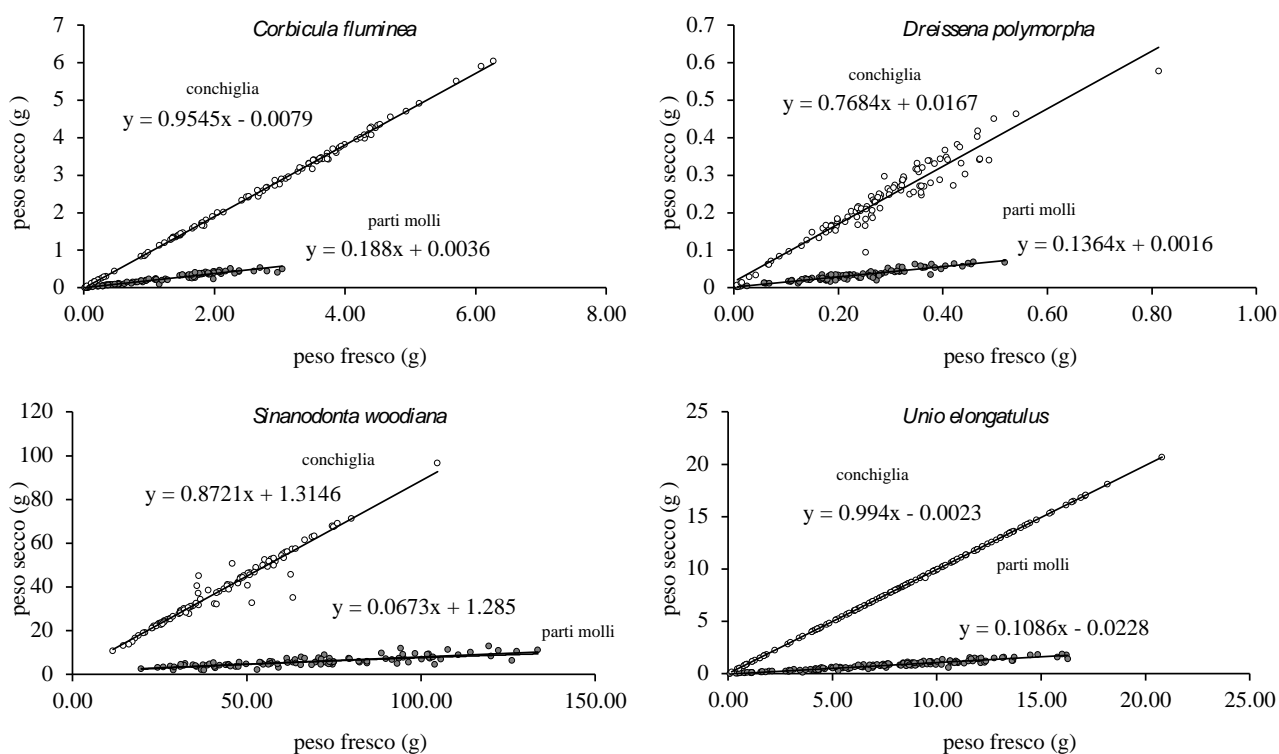 Corbicula fluminea
7
6
5
4
3
2
1
0
peso secco (g)
conchiglia
y = 0.9545x - 0.0079
parti molli
y = 0.188x + 0.0036
0.00 2.00 4.00 6.00 8.00
peso fresco (g)
Dreissena polymorpha
0.7
0.6
0.5
0.4
0.3
0.2
0.1
0
peso secco (g)
conchiglia
y = 0.7684x + 0.0167
parti molli
y = 0.1364x + 0.0016
0.00 0.20 0.40 0.60 0.80 1.00
peso fresco (g)
Sinanodonta woodiana
120
100
80
60
40
20
0
peso secco (g )
conchiglia
y = 0.8721x + 1.3146
y = 0.0673x + 1.285
parti molli
0.00 50.00 100.00 150.00
peso fresco (g)
Unio elongatulus
25
20
15
10
5
0
peso secco (g )
conchiglia
y = 0.994x - 0.0023
parti molli
y = 0.1086x - 0.0228
0.00 5.00 10.00 15.00 20.00 25.00
peso fresco (g)